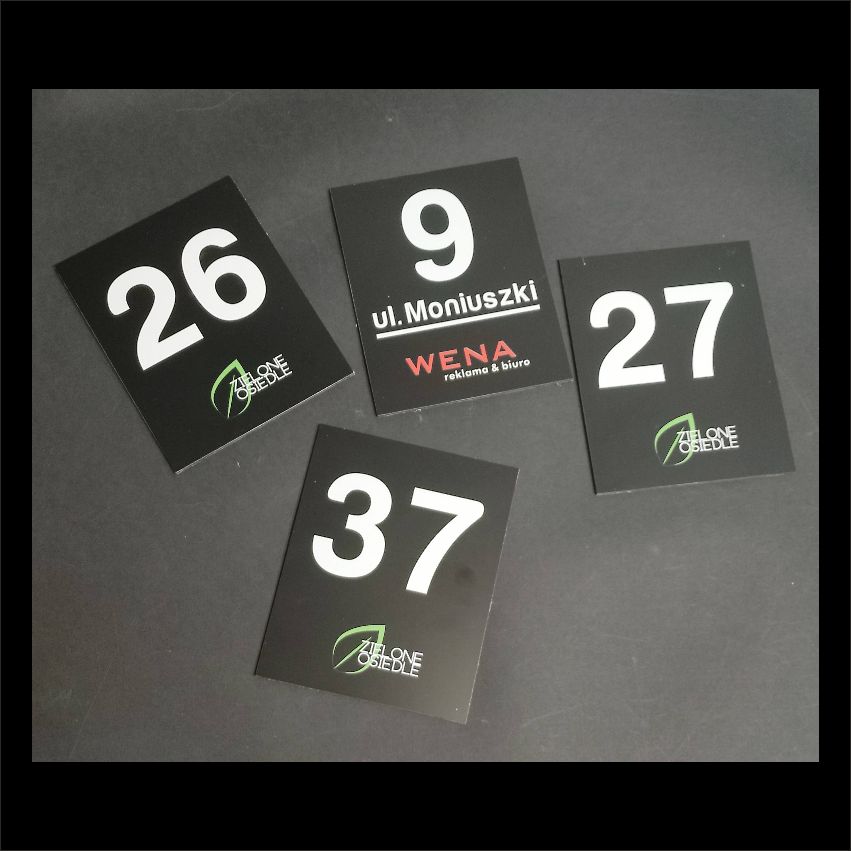 26
ZIELONE
OSIEDLE
9
ul. Moniuszki
WENA
reklama & biuro
27
ZIELONE
OSIEDLE
37
ZIELONE
OSIEDLE